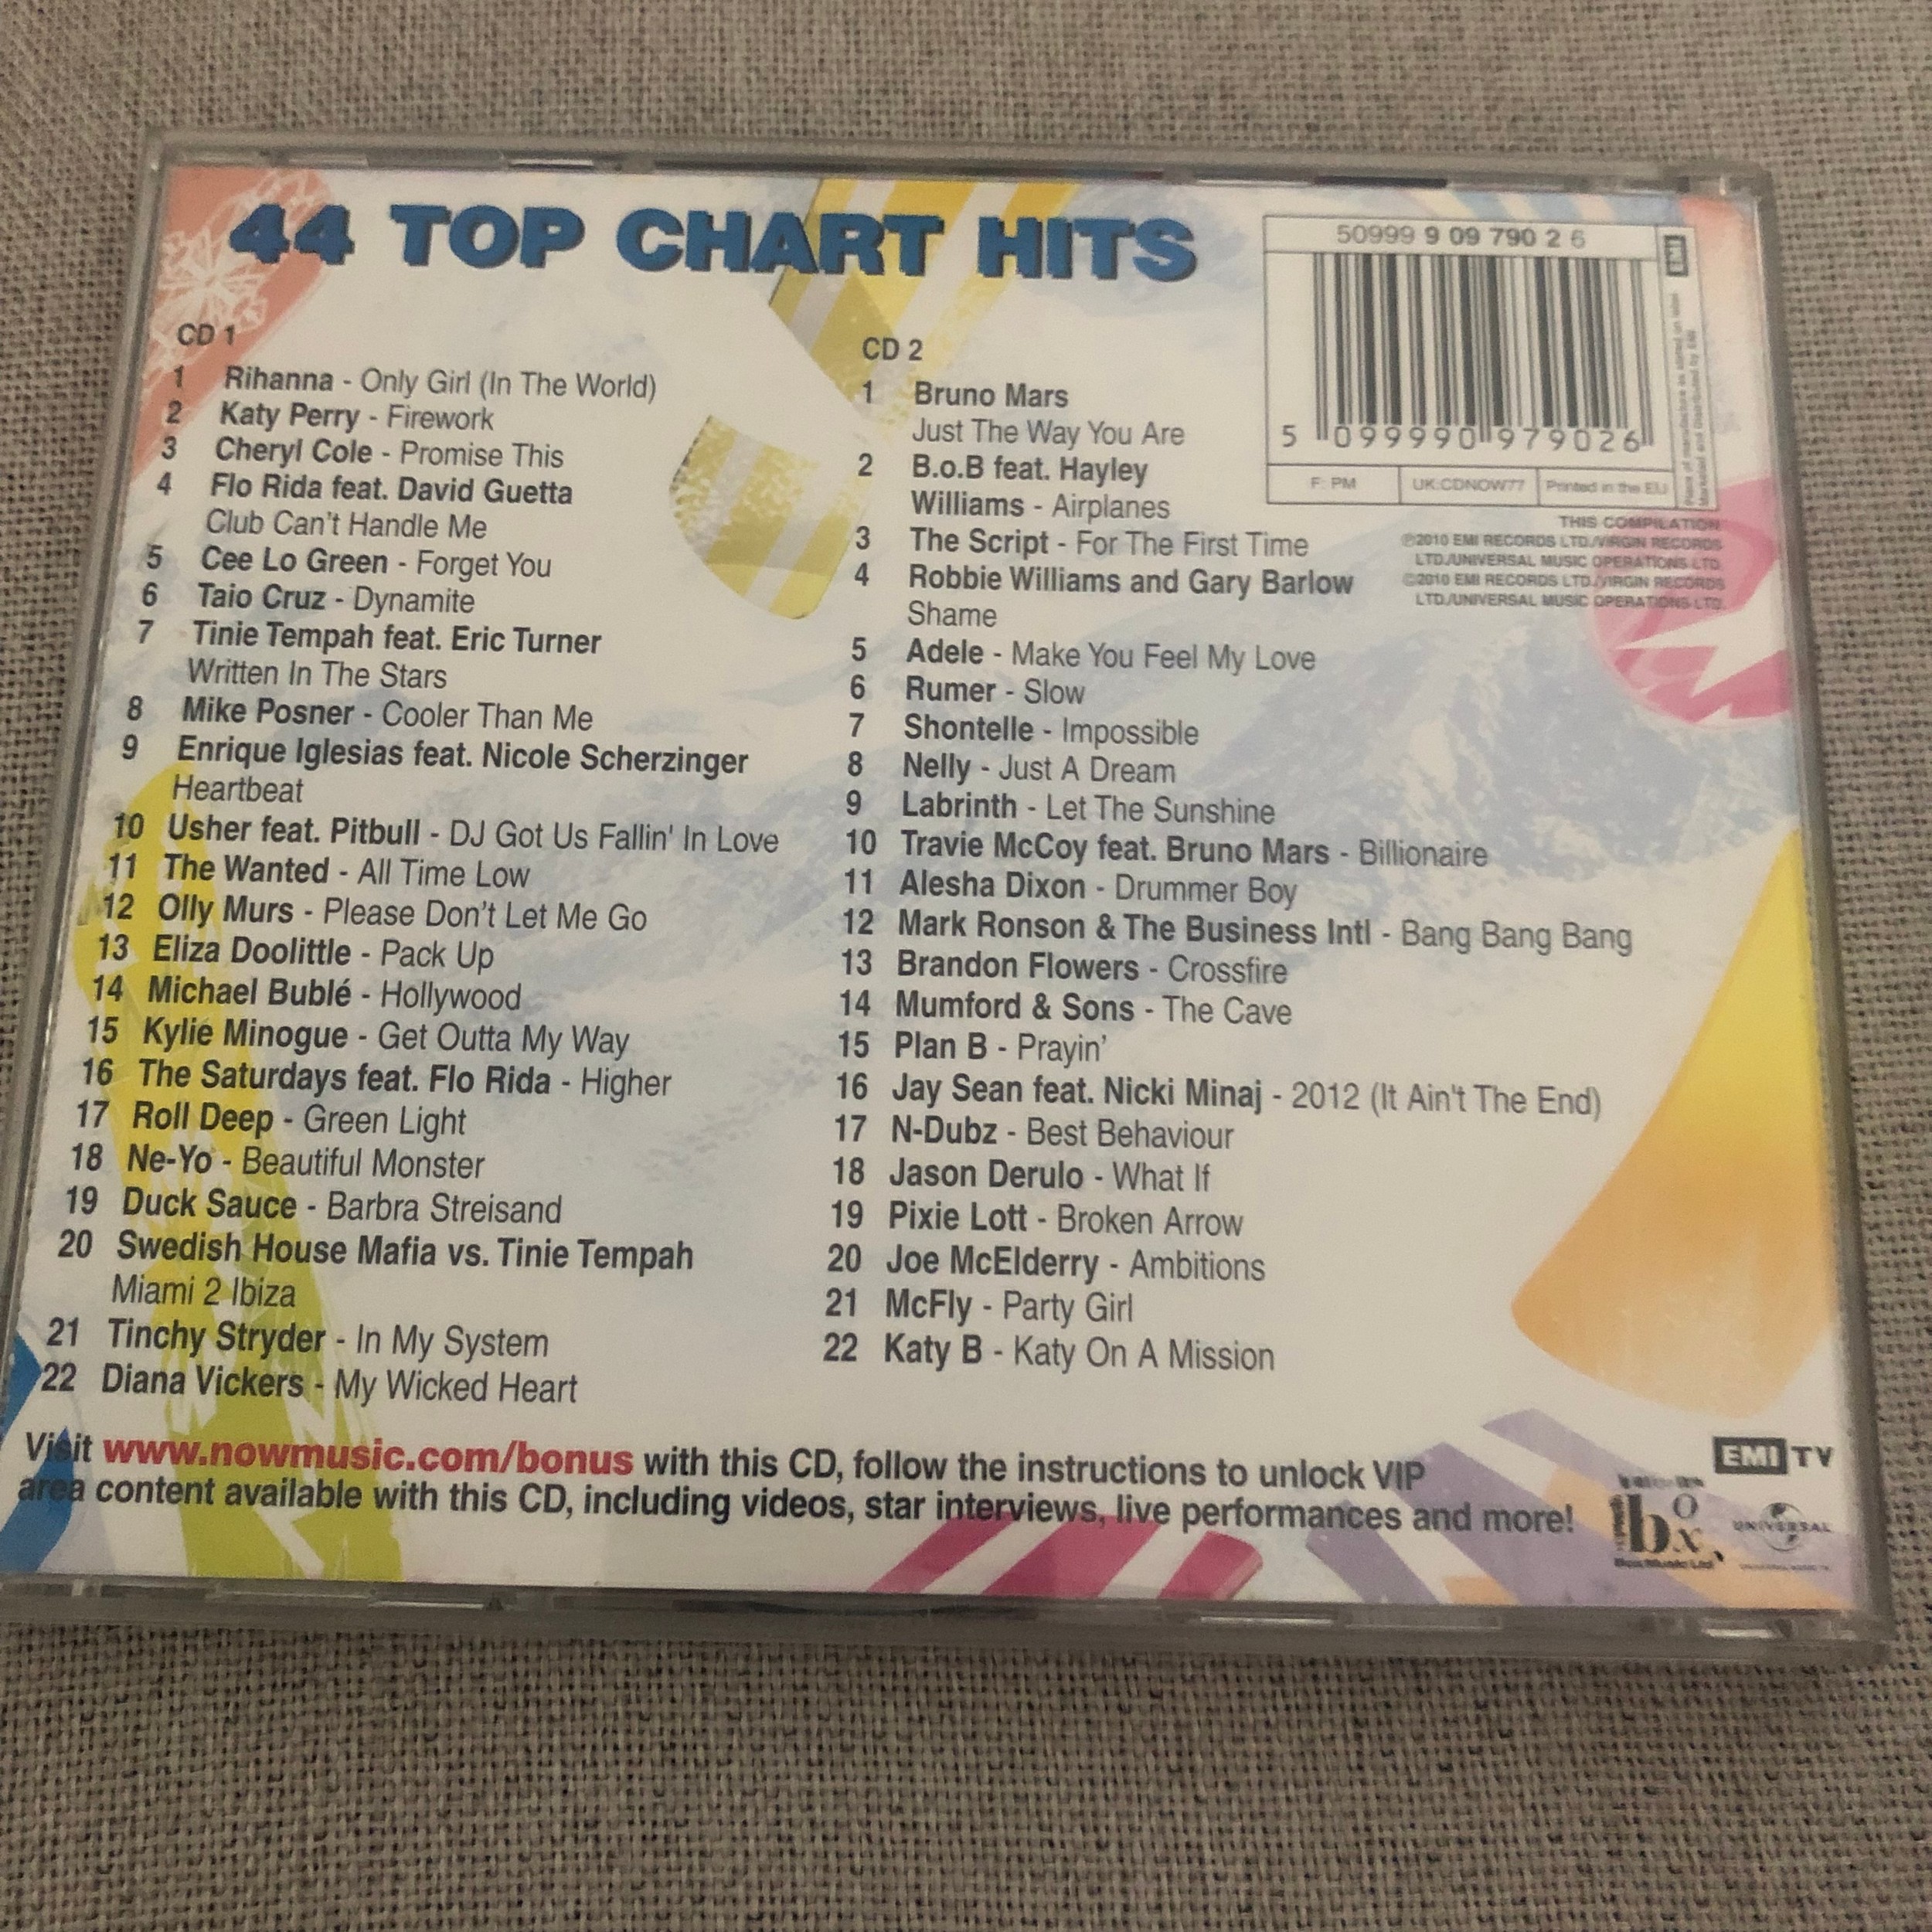 44 TOP CHART HITS
CD 1
1 Rihanna - Only Girl (In The World)
2 Katy Perry - Firework
3 Cheryl Cole - Promise This
4 Flo Rida feat. David Guetta
Club Can't Handle Me
5 Cee Lo Green - Forget You
6 Taio Cruz - Dynamite
7 Tinie Tempah feat. Eric Turner
Written In The Stars
8 Mike Posner - Cooler Than Me
9 Enrique Iglesias feat. Nicole Scherzinger
Heartbeat
10 Usher feat. Pitbull - DJ Got Us Fallin' In Love
11 The Wanted - All Time Low
12 Olly Murs - Please Don't Let Me Go
13 Eliza Doolittle - Pack Up
14 Michael Bublé - Hollywood
15 Kylie Minogue - Get Outta My Way
16 The Saturdays feat. Flo Rida - Higher
17 Roll Deep - Green Light
18 Ne-Yo - Beautiful Monster
19 Duck Sauce - Barbra Streisand
20 Swedish House Mafia vs. Tinie Tempah
Miami 2 Ibiza
21 Tinchy Stryder - In My System
22 Diana Vickers - My Wicked Heart
CD 2
1 Bruno Mars
Just The Way You Are
2 B.o.B feat. Hayley
Williams - Airplanes
3 The Script - For The First Time
4 Robbie Williams and Gary Barlow
Shame
5 Adele - Make You Feel My Love
6 Rumer - Slow
7 Shontelle - Impossible
8 Nelly - Just A Dream
9 Labrinth - Let The Sunshine
10 Travie McCoy feat. Bruno Mars - Billionaire
11 Alesha Dixon - Drummer Boy
12 Mark Ronson & The Business Intl - Bang Bang Bang
13 Brandon Flowers - Crossfire
14 Mumford & Sons - The Cave
15 Plan B - Prayin'
16 Jay Sean feat. Nicki Minaj - 2012 (It Ain't The End)
17 N-Dubz - Best Behaviour
18 Jason Derulo - What If
19 Pixie Lott - Broken Arrow
20 Joe McElderry - Ambitions
21 McFly - Party Girl
22 Katy B - Katy On A Mission
50999 9 09 790 2 6
EMI
5 099990 979026
F: PM UK:CDNOW77 Printed in the EU
THIS COMPILATION
℗2010 EMI RECORDS LTD./VIRGIN RECORDS
LTD./UNIVERSAL MUSIC OPERATIONS LTD.
©2010 EMI RECORDS LTD./VIRGIN RECORDS
LTD./UNIVERSAL MUSIC OPERATIONS LTD.
Visit www.nowmusic.com/bonus with this CD, follow the instructions to unlock VIP
area content available with this CD, including videos, star interviews, live performances and more!
EMI TV
box
Box Music Ltd
UNIVERSAL